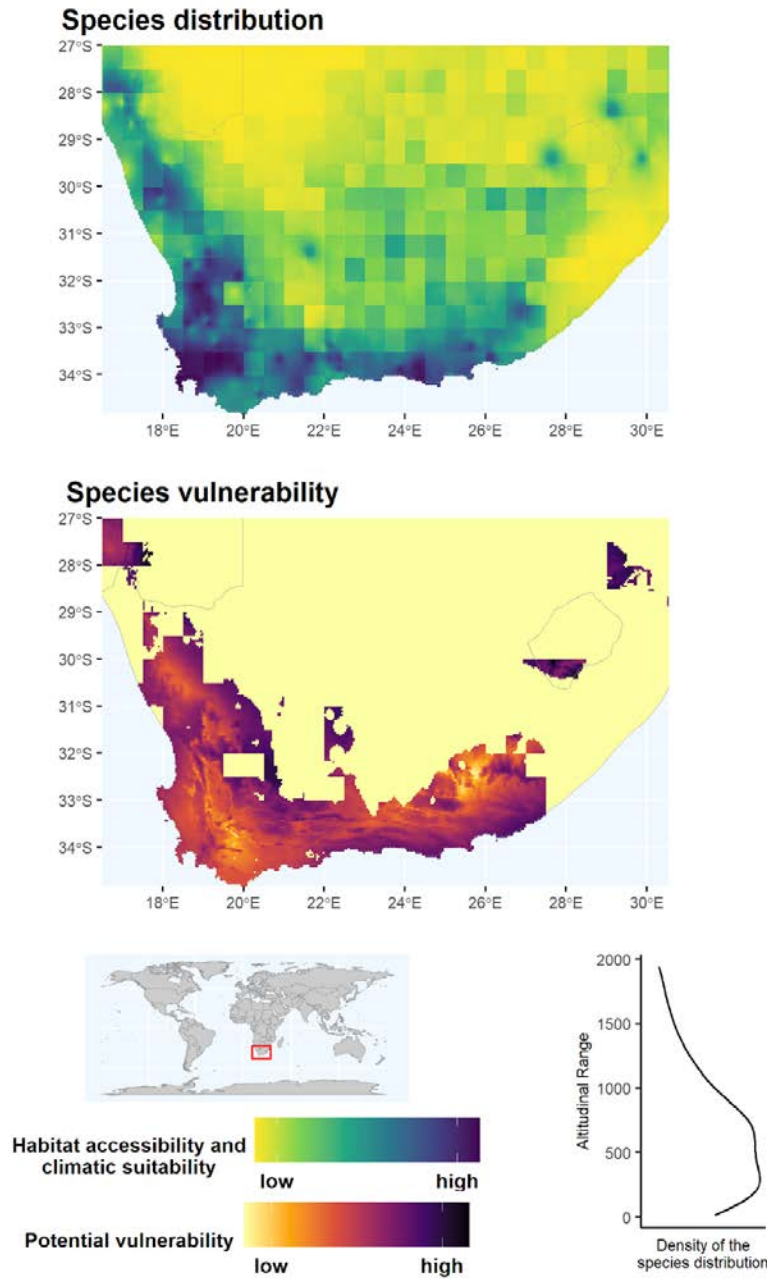 Species distribution
27°S
28°S
29°S
30°S
31°S
32°S
33°S
34°S
18°E 20°E 22°E 24°E 26°E 28°E 30°E
Species vulnerability
27°S
28°S
29°S
30°S
31°S
32°S
33°S
34°S
18°E 20°E 22°E 24°E 26°E 28°E 30°E
Habitat accessibility and
climatic suitability
low high
Potential vulnerability
low high
Altitudinal Range
2000
1500
1000
500
0
Density of the
species distribution